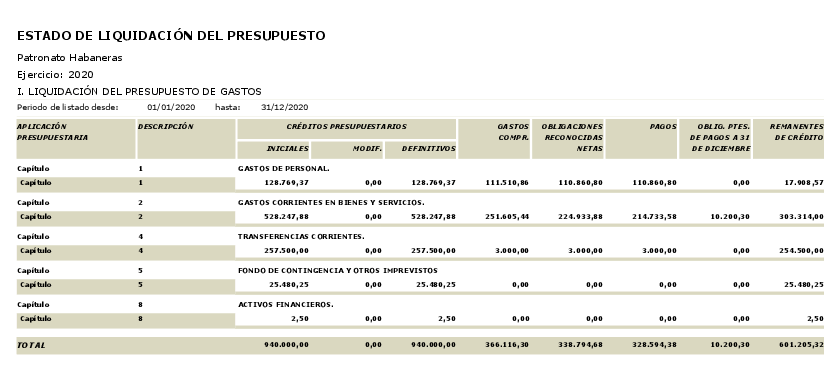 ESTADO DE LIQUIDACIÓN DEL PRESUPUESTO
Patronato Habaneras
Ejercicio: 2020
I. LIQUIDACIÓN DEL PRESUPUESTO DE GASTOS
Periodo de listado desde: 01/01/2020 hasta: 31/12/2020
APLICACIÓN PRESUPUESTARIA DESCRIPCIÓN CRÉDITOS PRESUPUESTARIOS GASTOS COMPR. OBLIGACIONES RECONOCIDAS NETAS PAGOS OBLIG. PTES. DE PAGOS A 31 DE DICIEMBRE REMANENTES DE CRÉDITO
INICIALES MODIF. DEFINITIVOS
Capítulo 1 GASTOS DE PERSONAL.
Capítulo 1 128.769,37 0,00 128.769,37 111.510,86 110.860,80 110.860,80 0,00 17.908,57
Capítulo 2 GASTOS CORRIENTES EN BIENES Y SERVICIOS.
Capítulo 2 528.247,88 0,00 528.247,88 251.605,44 224.933,88 214.733,58 10.200,30 303.314,00
Capítulo 4 TRANSFERENCIAS CORRIENTES.
Capítulo 4 257.500,00 0,00 257.500,00 3.000,00 3.000,00 3.000,00 0,00 254.500,00
Capítulo 5 FONDO DE CONTINGENCIA Y OTROS IMPREVISTOS
Capítulo 5 25.480,25 0,00 25.480,25 0,00 0,00 0,00 0,00 25.480,25
Capítulo 8 ACTIVOS FINANCIEROS.
Capítulo 8 2,50 0,00 2,50 0,00 0,00 0,00 0,00 2,50
TOTAL 940.000,00 0,00 940.000,00 366.116,30 338.794,68 328.594,38 10.200,30 601.205,32